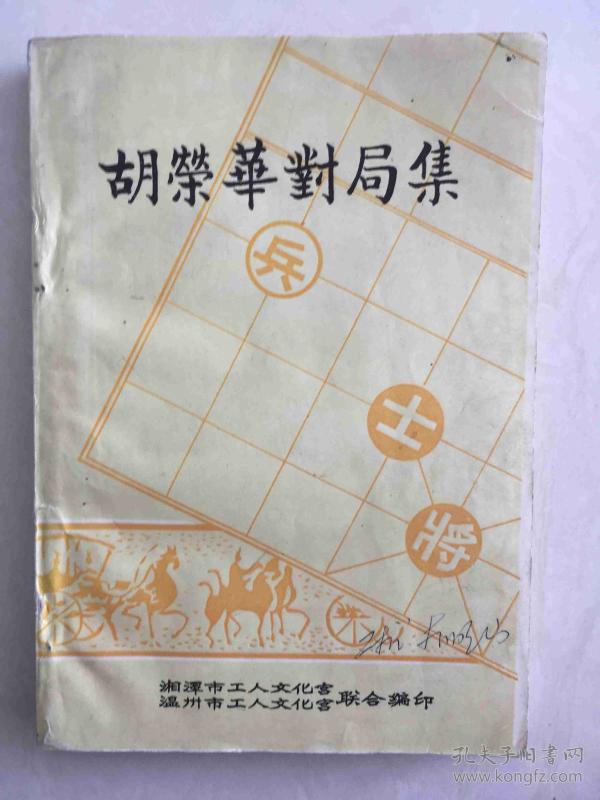 胡榮華對局集
兵
士
將
湘潭市工人文化宫
温州市工人文化宫
联合编印
孔夫子旧書网
www.kongfz.com